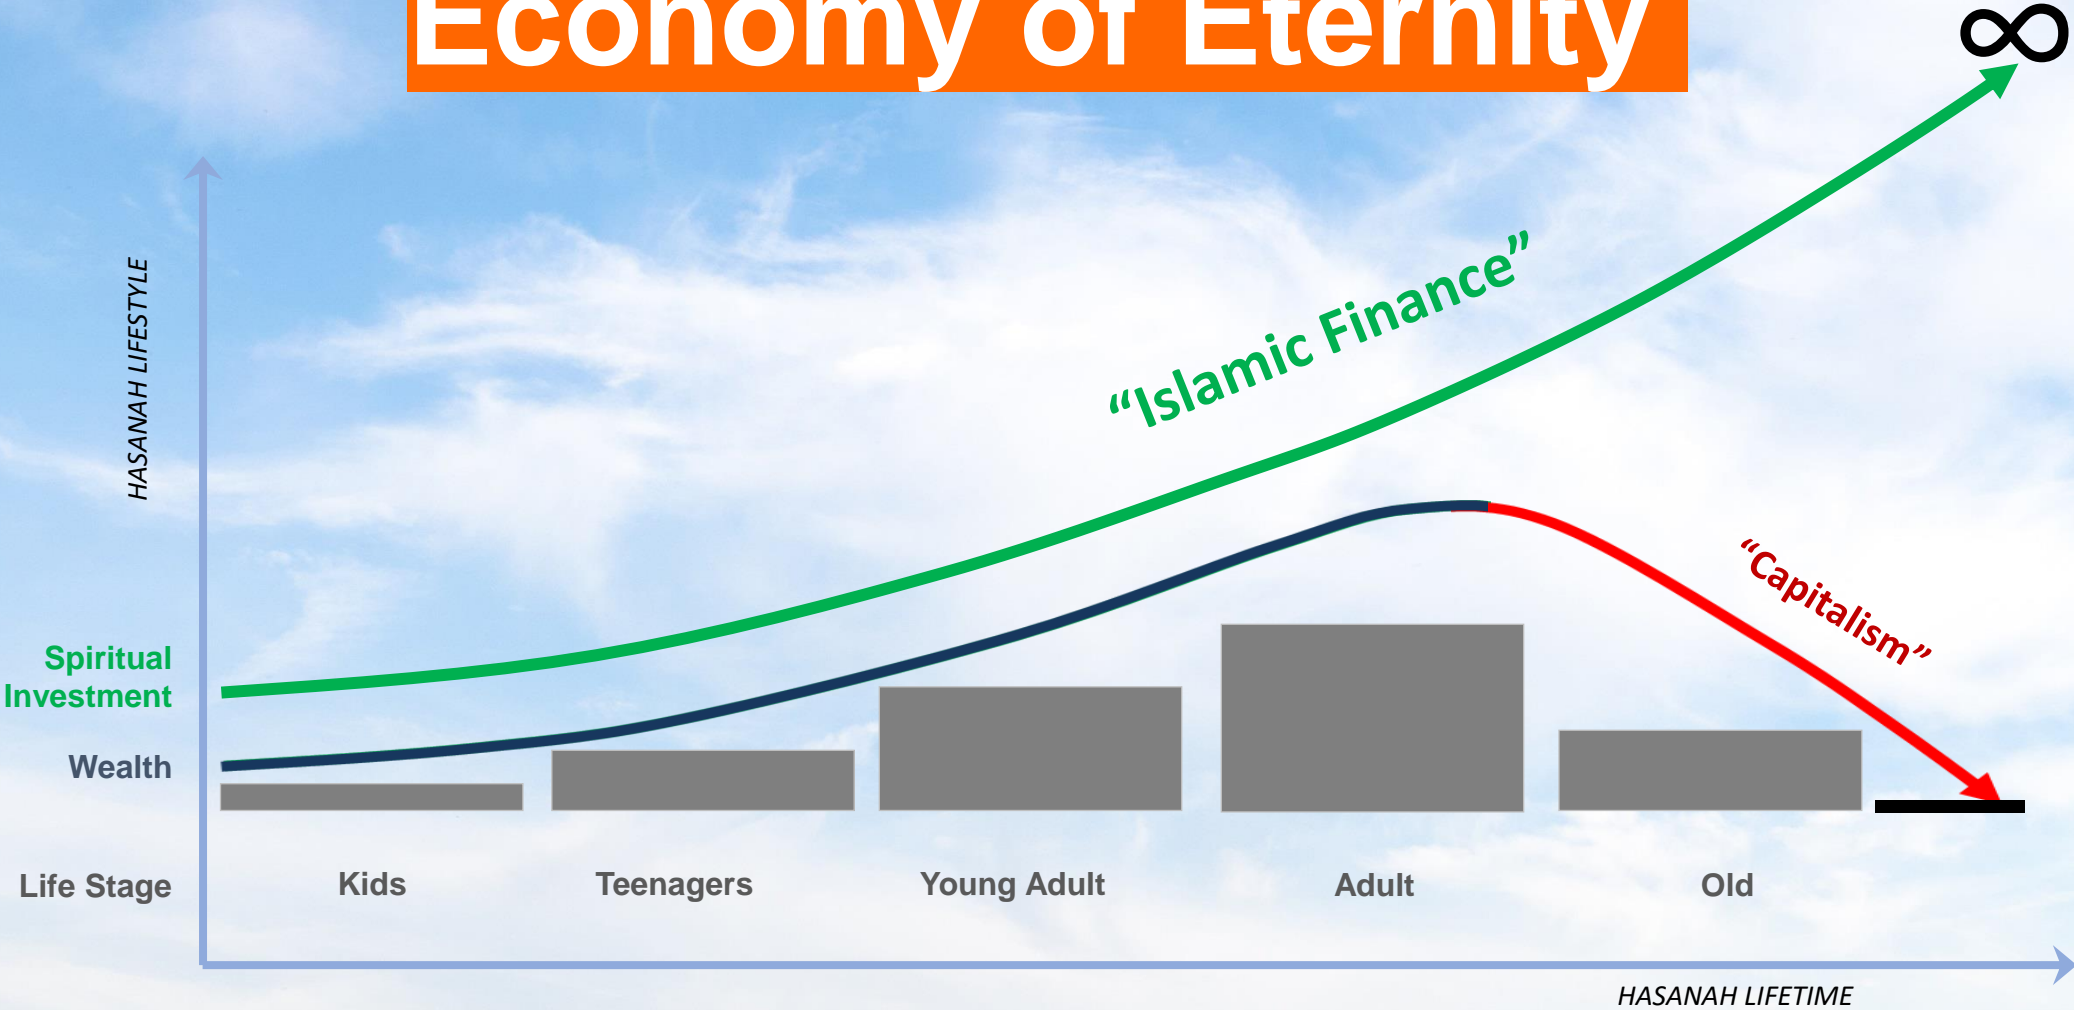 Economy of Eternity
∞
HASANAH LIFESTYLE
“Islamic Finance”
“Capitalism”
Spiritual
Investment
Wealth
Life Stage
Kids
Teenagers
Young Adult
Adult
Old
HASANAH LIFETIME